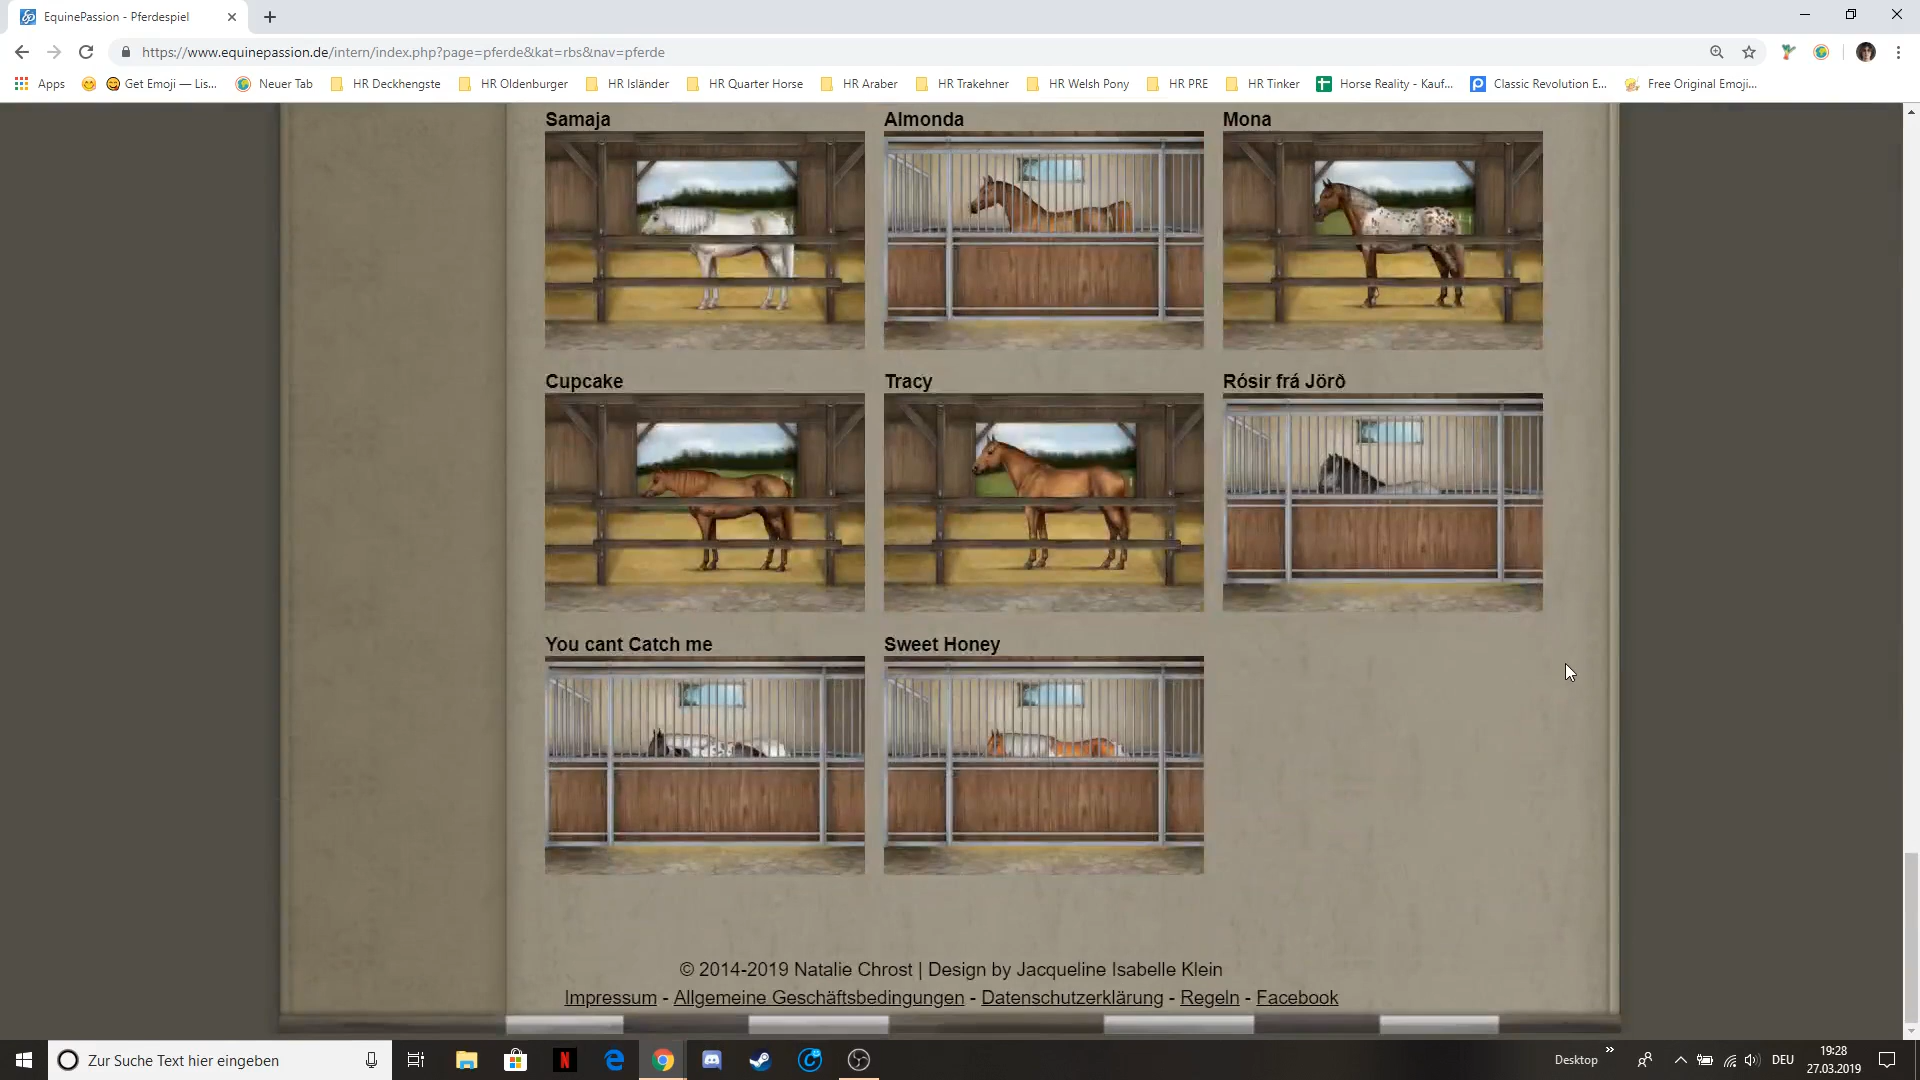 EquinePassion - Pferdespiel
https://www.equinepassion.de/intern/index.php?page=pferde&kat=rbs&nav=pferde
Apps
Get Emoji — Lis...
Neuer Tab
HR Deckhengste
HR Oldenburger
HR Isländer
HR Quarter Horse
HR Araber
HR Trakehner
HR Welsh Pony
HR PRE
HR Tinker
Horse Reality - Kauf...
Classic Revolution E...
Free Original Emoji...
Samaja
Almonda
Mona
Cupcake
Tracy
Rósir frá Jörð
You cant Catch me
Sweet Honey
© 2014-2019 Natalie Chrost | Design by Jacqueline Isabelle Klein
Impressum - Allgemeine Geschäftsbedingungen - Datenschutzerklärung - Regeln - Facebook
Zur Suche Text hier eingeben
Desktop
DEU
19:28
27.03.2019